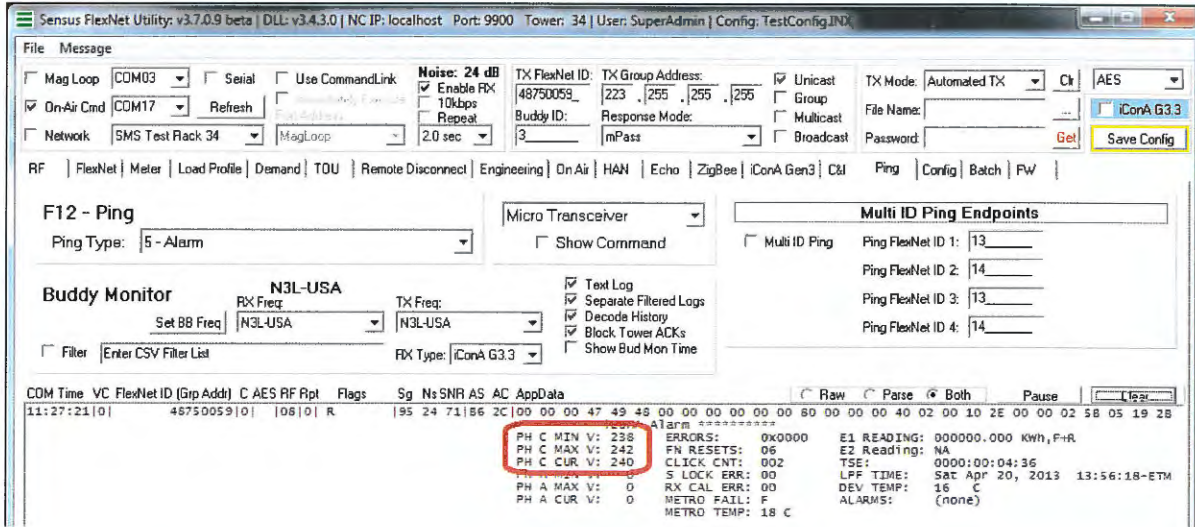 Sensus FlexNet Utility: v3.7.0.9 beta | DLL: v3.4.3.0 | NC IP: localhost Port: 9900 Tower: 34 | User: SuperAdmin | Config: TestConfig.INX
File Message
Mag Loop COM03 Serial Use CommandLink Noise: 24 dB TX FlexNet ID: TX Group Address: Unicast TX Mode: Automated TX Clr AES
Enable RX 48750059_ 223 . 255 . 255 . 255 Group
On-Air Cmd COM17 Refresh 10kbps Buddy ID: Response Mode: Multicast File Name: ... iConA G3.3
Repeat
Network SMS Test Rack 34 MagLoop 2.0 sec 3 mPass Broadcast Password: Get Save Config
RF FlexNet Meter Load Profile Demand TOU Remote Disconnect Engineering On Air HAN Echo ZigBee iConA Gen3 C&I Ping Config Batch FW
F12 - Ping Micro Transceiver Multi ID Ping Endpoints
Ping Type: 5 - Alarm Show Command Multi ID Ping Ping FlexNet ID 1: 13
Ping FlexNet ID 2: 14
Buddy Monitor N3L-USA Text Log Ping FlexNet ID 3: 13
RX Freq: TX Freq: Separate Filtered Logs
Set BB Freq N3L-USA N3L-USA Decode History Ping FlexNet ID 4: 14
Block Tower ACKs
Filter Enter CSV Filter List RX Type: iConA G3.3 Show Bud Mon Time
COM Time VC FlexNet ID (Grp Addr) C AES RF Rpt Flags Sg Ns SNR AS AC AppData Raw Parse Both Pause Clear
11:27:21|0| 48750059|0| |08|0| R |95 24 71|86 2C|00 00 00 47 49 48 00 00 00 00 00 80 00 00 00 40 02 00 10 2E 00 00 02 58 05 19 28
Alarm **********
PH C MIN V: 238 ERRORS: 0x0000 E1 READING: 000000.000 KWh,F+R
PH C MAX V: 242 FN RESETS: 06 E2 Reading: NA
PH C CUR V: 240 CLICK CNT: 002 TSE: 0000:00:04:36
PH A MIN V: 0 S LOCK ERR: 00 LPF TIME: Sat Apr 20, 2013 13:56:18-ETM
PH A MAX V: 0 RX CAL ERR: 00 DEV TEMP: 16 C
PH A CUR V: 0 METRO FAIL: F ALARMS: (none)
METRO TEMP: 18 C